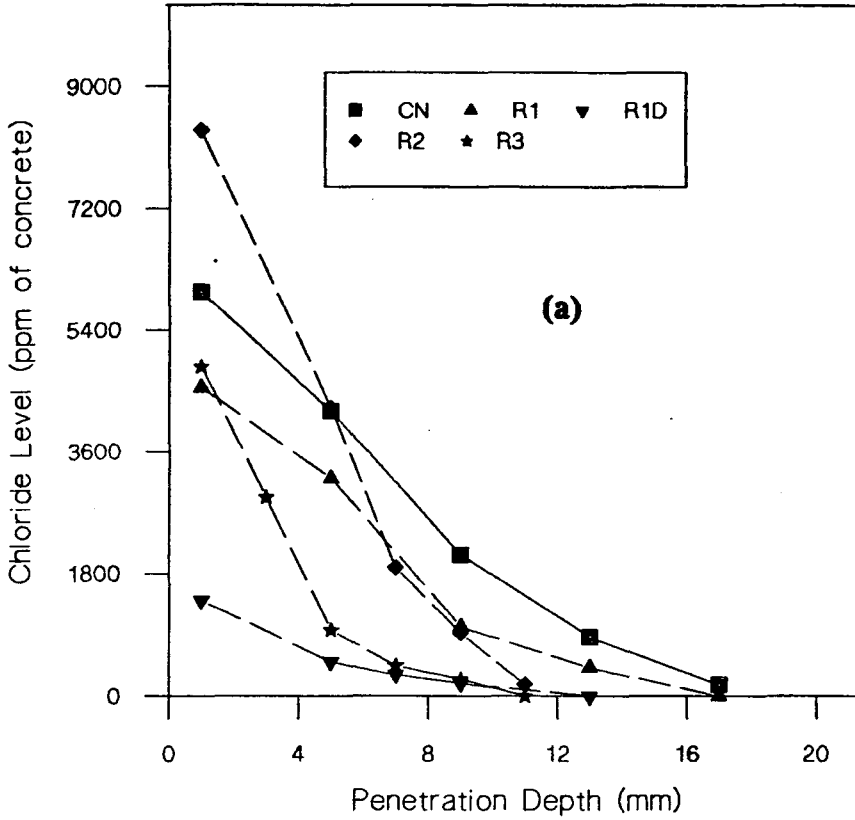 Chloride Level (ppm of concrete)
9000
7200
5400
3600
1800
0
CN R1 R1D
R2 R3
(a)
0 4 8 12 16 20
Penetration Depth (mm)